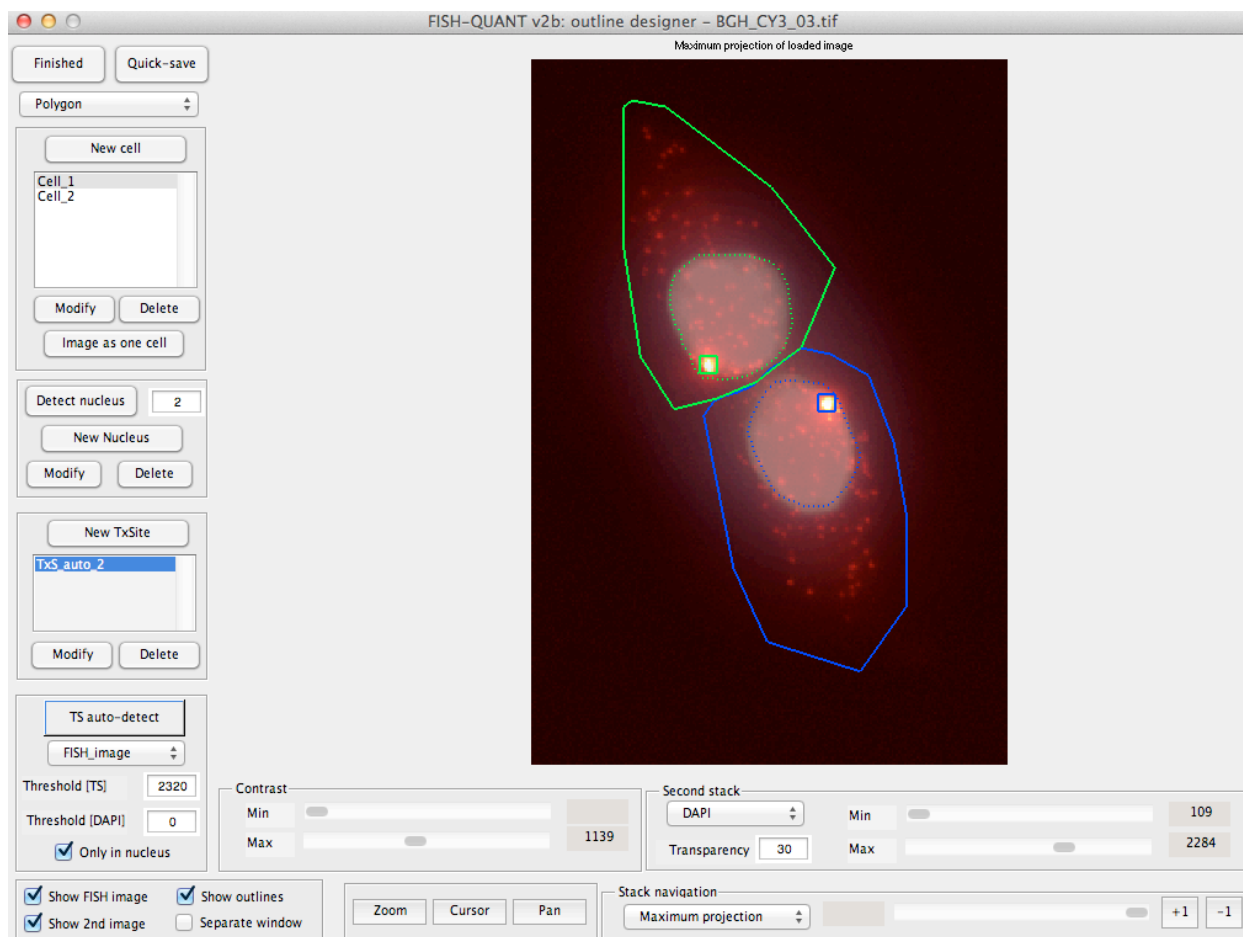 FISH-QUANT v2b: outline designer – BGH_CY3_03.tif
Maximum projection of loaded image
Finished
Quick-save
Polygon
New cell
Cell_1
Cell_2
Modify
Delete
Image as one cell
Detect nucleus
2
New Nucleus
Modify
Delete
New TxSite
TxS_auto_2
Modify
Delete
TS auto-detect
FISH_image
Threshold [TS]
2320
Threshold [DAPI]
0
Only in nucleus
Contrast
Min
Max
1139
Second stack
DAPI
Min
109
Transparency
30
Max
2284
Show FISH image
Show outlines
Show 2nd image
Separate window
Zoom
Cursor
Pan
Stack navigation
Maximum projection
+1
-1